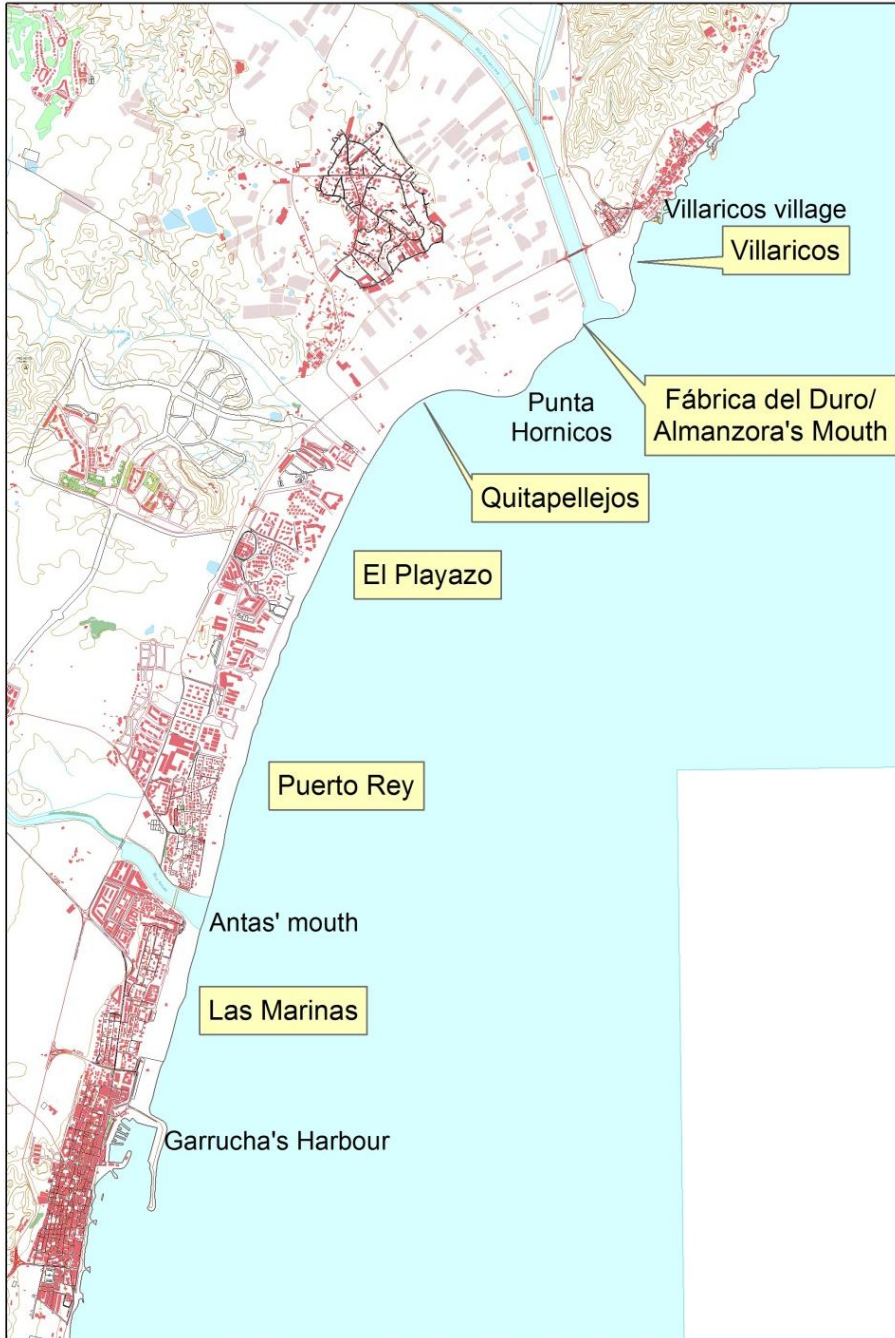 Villaricos village
Villaricos
Fábrica del Duro/
Almanzora's Mouth
Punta
Hornicos
Quitapellejos
El Playazo
Puerto Rey
Antas' mouth
Las Marinas
Garrucha's Harbour